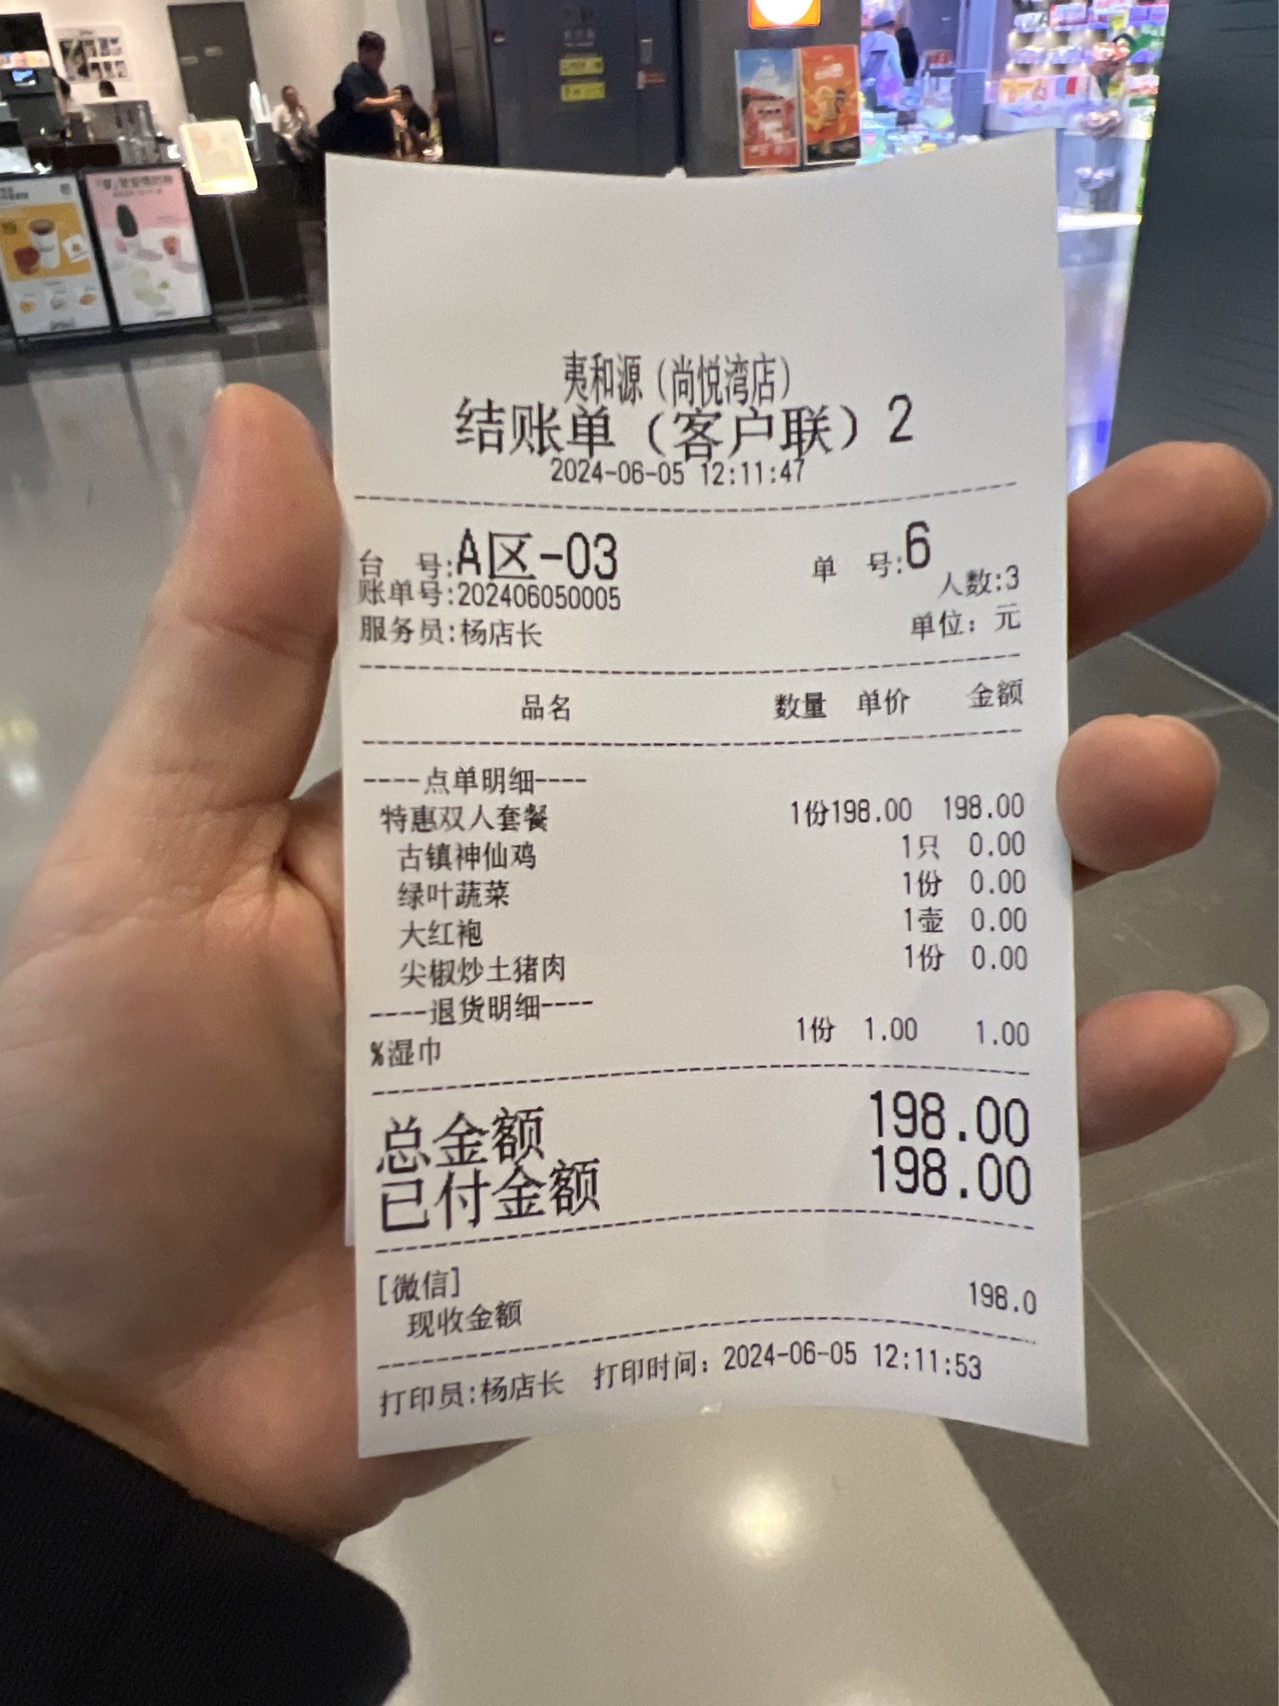 夷和源（尚悦湾店）
结账单（客户联）2
2024-06-05 12:11:47
台 号:A区-03 单 号:6
人数:3
账单号:202406050005
服务员:杨店长 单位：元
品名 数量 单价 金额
----点单明细----
特惠双人套餐 1份198.00 198.00
古镇神仙鸡 1只 0.00
绿叶蔬菜 1份 0.00
大红袍 1壶 0.00
尖椒炒土猪肉 1份 0.00
----退货明细----
%湿巾 1份 1.00 1.00
总金额 198.00
已付金额 198.00
[微信]
现收金额 198.0
打印员:杨店长 打印时间：2024-06-05 12:11:53